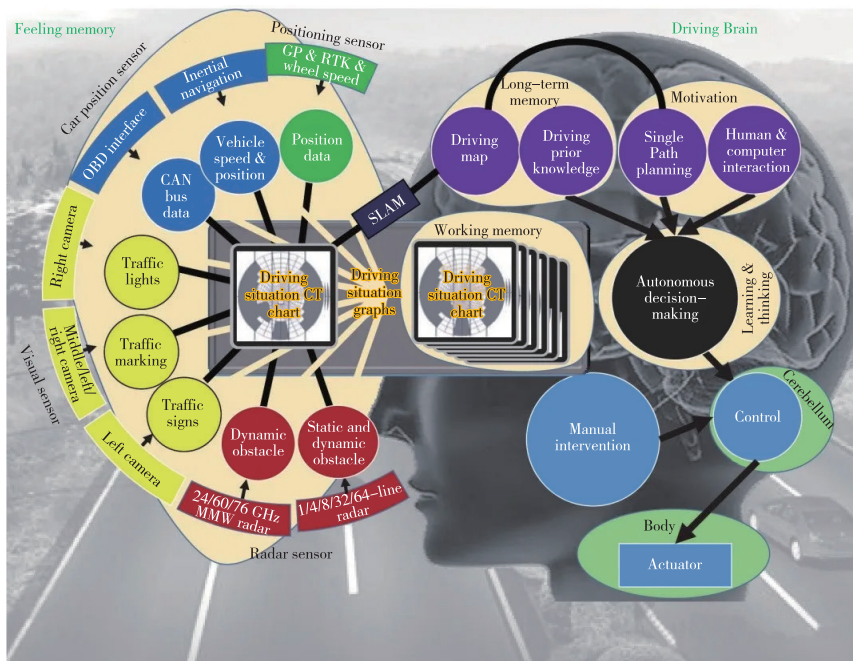 Feeling memory
Driving Brain
Positioning sensor
GP & RTK &
wheel speed
Car position sensor
Inertial
navigation
OBD interface
Vehicle
speed &
position
Position
data
CAN
bus
data
Long-term
memory
Motivation
Driving
map
Driving
prior
knowledge
Single
Path
planning
Human &
computer
interaction
SLAM
Right camera
Traffic
lights
Driving
situation CT
chart
Driving
situation
graphs
Working memory
Driving
situation CT
chart
Autonomous
decision-
making
Learning &
thinking
Visual sensor
Middle/left/
right camera
Traffic
marking
Traffic
signs
Left camera
Dynamic
obstacle
Static and
dynamic
obstacle
24/60/76 GHz
MMW radar
1/4/8/32/64-line
radar
Radar sensor
Manual
intervention
Control
Cerebellum
Body
Actuator